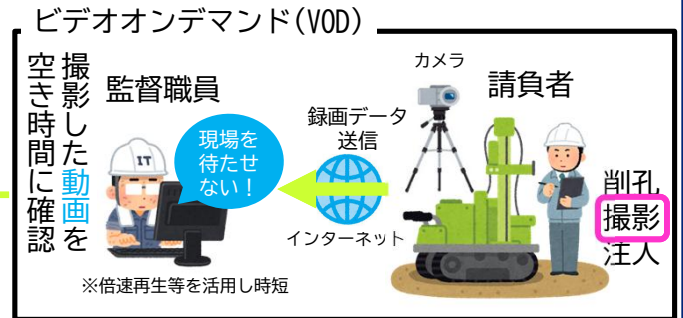 ビデオオンデマンド(VOD)
撮影した動画を
空き時間に確認
監督職員
IT
現場を
待たせ
ない！
※倍速再生等を活用し時短
録画データ
送信
インターネット
カメラ
請負者
削孔
撮影
注入